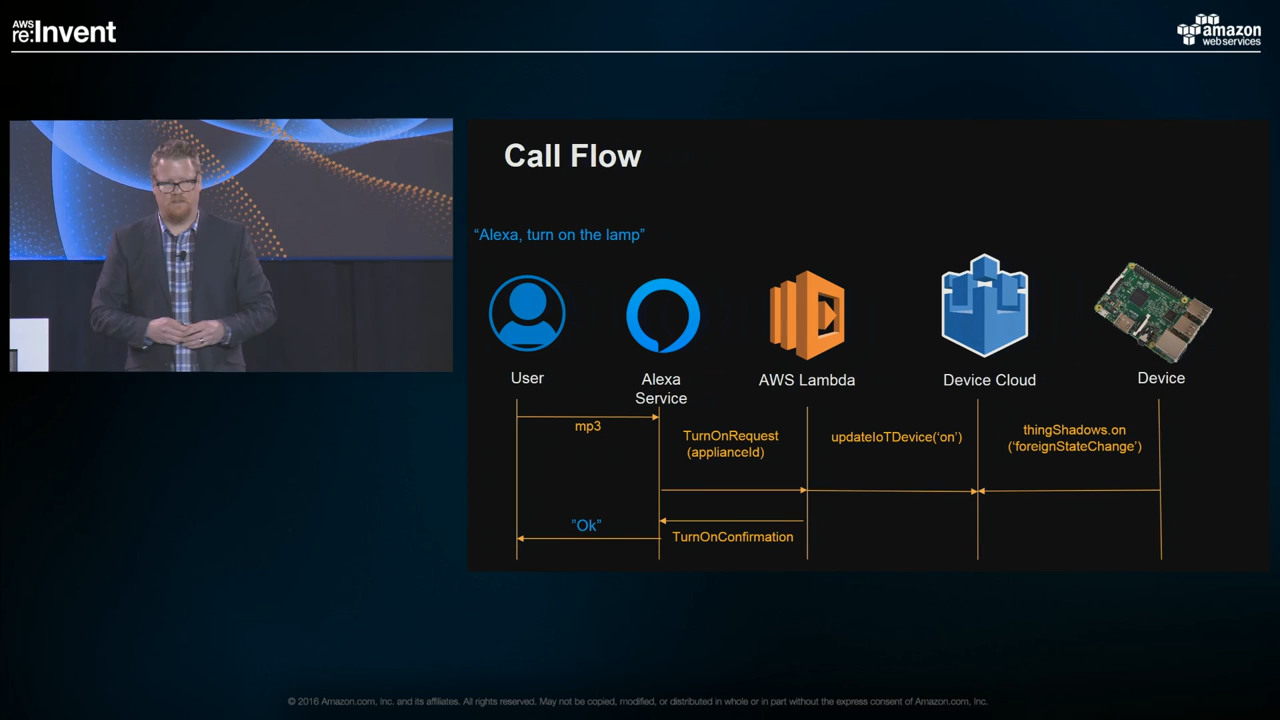 AWS
re:Invent
amazon
web services
Call Flow
“Alexa, turn on the lamp”
User
Alexa
Service
AWS Lambda
Device Cloud
Device
mp3
TurnOnRequest
(applianceId)
updateIoTDevice(‘on’)
thingShadows.on
(‘foreignStateChange’)
”Ok”
TurnOnConfirmation
© 2016 Amazon.com, Inc. and its affiliates. All rights reserved. May not be copied, modified, or distributed in whole or in part without the express consent of Amazon.com, Inc.